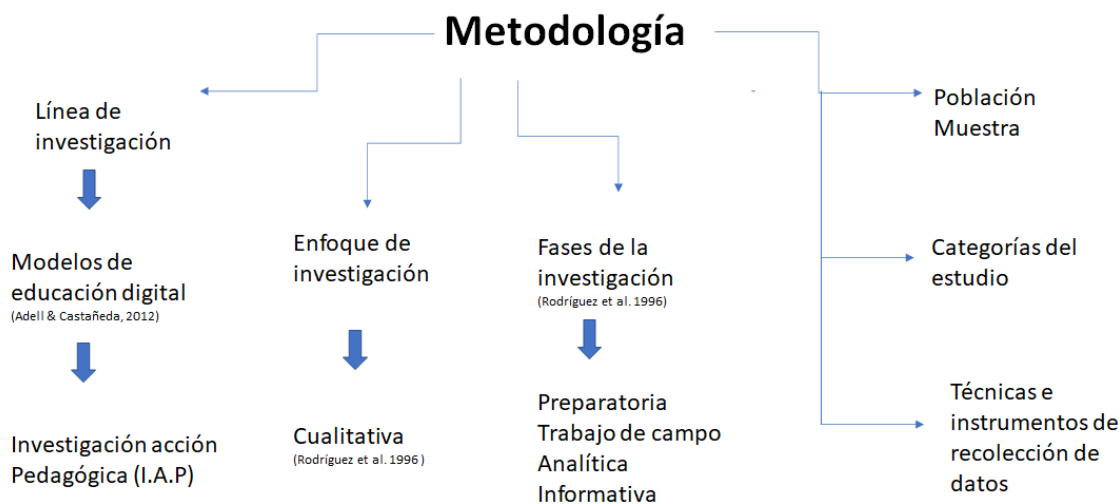 Metodología
Línea de
investigación
Modelos de
educación digital
(Adell & Castañeda, 2012)
Investigación acción
Pedagógica (I.A.P)
Enfoque de
investigación
Cualitativa
(Rodríguez et al. 1996 )
Fases de la
investigación
(Rodríguez et al. 1996)
Preparatoria
Trabajo de campo
Analítica
Informativa
Población
Muestra
Categorías del
estudio
Técnicas e
instrumentos de
recolección de
datos